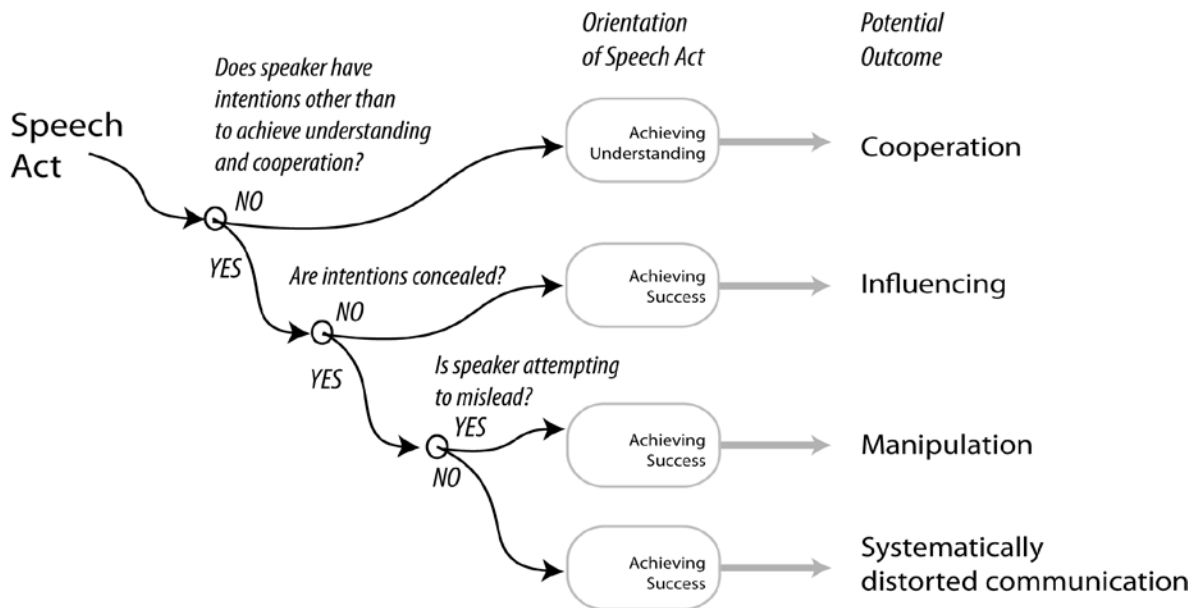 Orientation
of Speech Act
Potential
Outcome
Does speaker have
intentions other than
to achieve understanding
and cooperation?
Speech
Act
NO
Achieving
Understanding
Cooperation
YES
Are intentions concealed?
NO
Achieving
Success
Influencing
YES
Is speaker attempting
to mislead?
YES
Achieving
Success
Manipulation
NO
Achieving
Success
Systematically
distorted communication